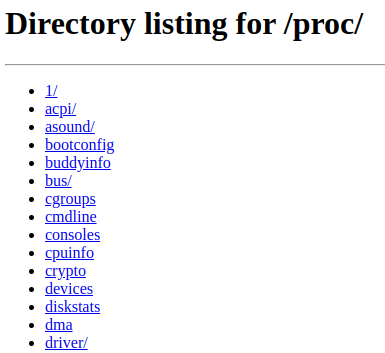 Directory listing for /proc/
1/
acpi/
asound/
bootconfig
buddyinfo
bus/
cgroups
cmdline
consoles
cpuinfo
crypto
devices
diskstats
dma
driver/